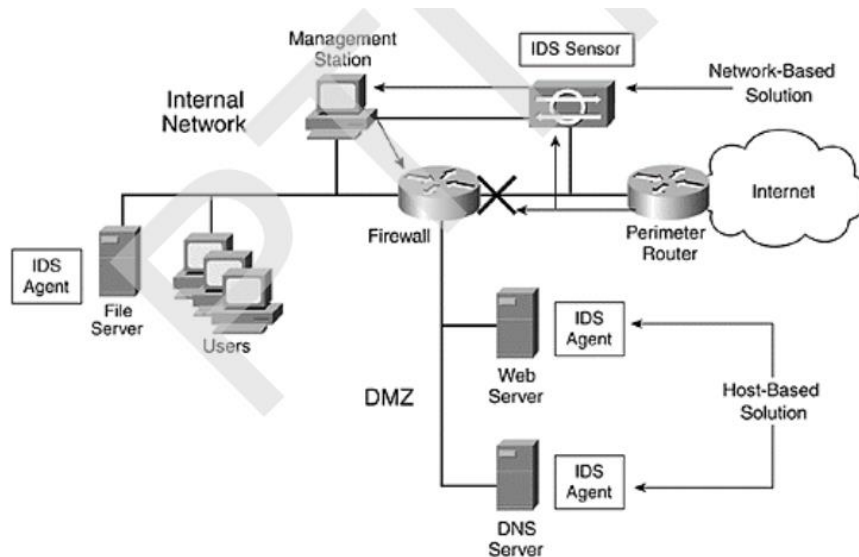 Management
Station
IDS Sensor
Network-Based
Solution
Internal
Network
Internet
Firewall
Perimeter
Router
IDS
Agent
File
Server
Users
IDS
Agent
Web
Server
DMZ
Host-Based
Solution
IDS
Agent
DNS
Server